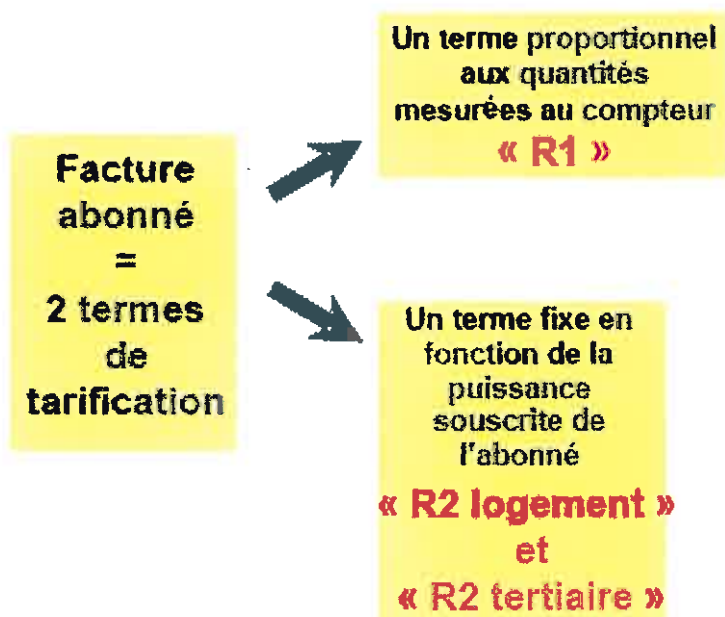 Facture
abonné
=
2 termes
de
tarification
Un terme proportionnel
aux quantités
mesurées au compteur
« R1 »
Un terme fixe en
fonction de la
puissance
souscrite de
l'abonné
« R2 logement »
et
« R2 tertiaire »